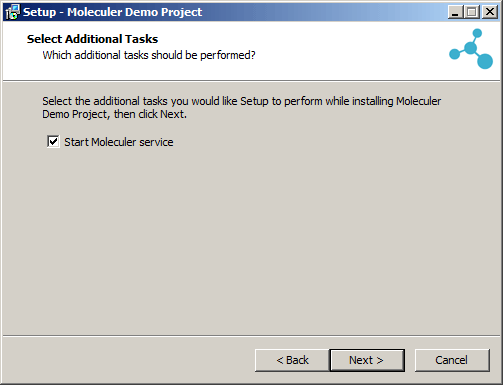 Setup - Moleculer Demo Project
Select Additional Tasks
Which additional tasks should be performed?
Select the additional tasks you would like Setup to perform while installing Moleculer
Demo Project, then click Next.
Start Moleculer service
< Back
Next >
Cancel